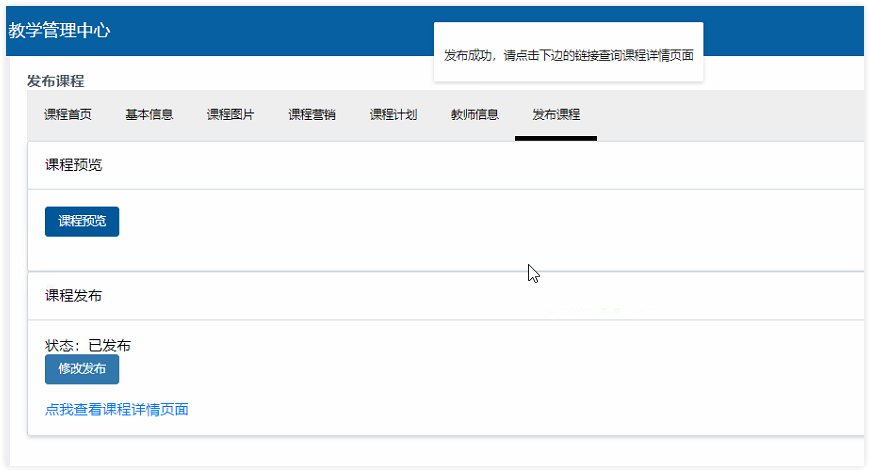 教学管理中心
发布成功，请点击下边的链接查询课程详情页面
发布课程
课程首页 基本信息 课程图片 课程营销 课程计划 教师信息 发布课程
课程预览
课程预览
课程发布
状态：已发布
修改发布
点我查看课程详情页面